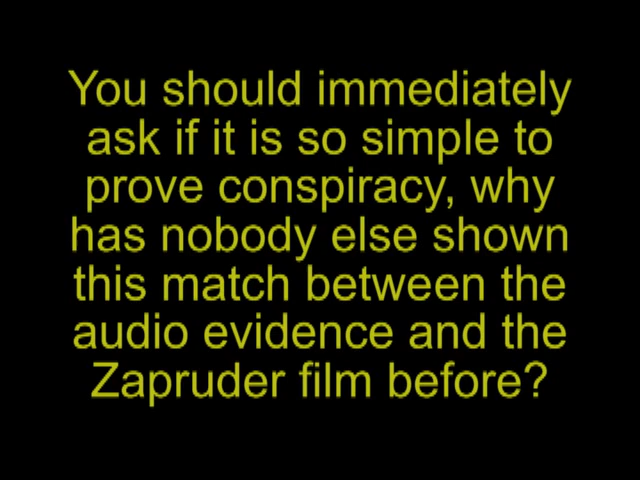 You should immediately
ask if it is so simple to
prove conspiracy, why
has nobody else shown
this match between the
audio evidence and the
Zapruder film before?